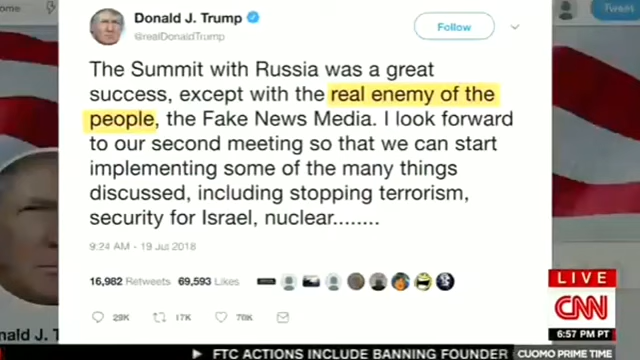 ome
Tweet
Donald J. Trump
@realDonaldTrump
Follow
The Summit with Russia was a great
success, except with the real enemy of the
people, the Fake News Media. I look forward
to our second meeting so that we can start
implementing some of the many things
discussed, including stopping terrorism,
security for Israel, nuclear........
9:24 AM - 19 Jul 2018
16,982 Retweets 69,593 Likes
29K 17K 70K
nald J. T
LIVE
CNN
6:57 PM PT
FTC ACTIONS INCLUDE BANNING FOUNDER
CUOMO PRIME TIME